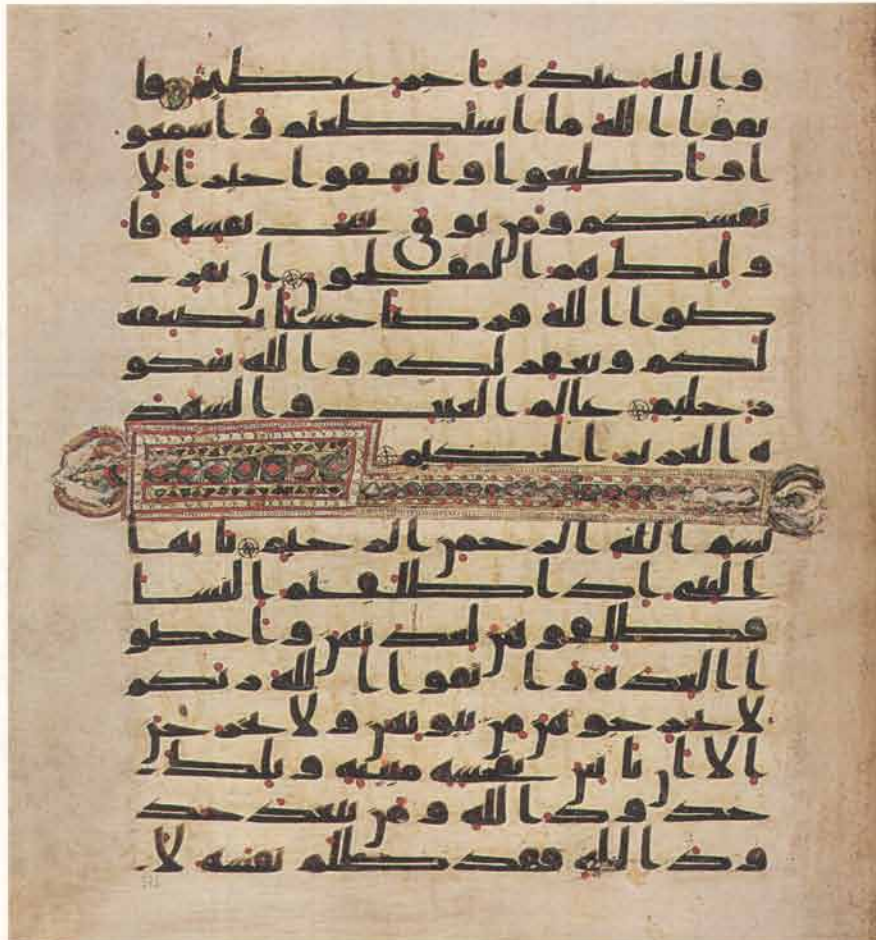 والله عنده اجر عظيم فا
تقوا الله ما استطعتم واسمعو
ا واطيعوا وانفقوا خيرا لا
نفسكم ومن يوق شح نفسه فا
وليك هم المفلحون ان تقر
ضوا الله قرضا حسنا يضعفه
لكم ويغفر لكم والله شكو
ر حليم عالم الغيب والشهد
ه العزيز الحكيم
بسم الله الرحمن الرحيم يايها
النبي اذا طلقتم النسا
فطلقوهن لعدتهن واحصو
ا العده واتقوا الله ربكم
لا تخرجوهن من بيوتهن ولا يخرجن
الا ان ياتين بفحشه مبينه وتلك
حدود الله ومن يتعد حد
ود الله فقد ظلم نفسه لا